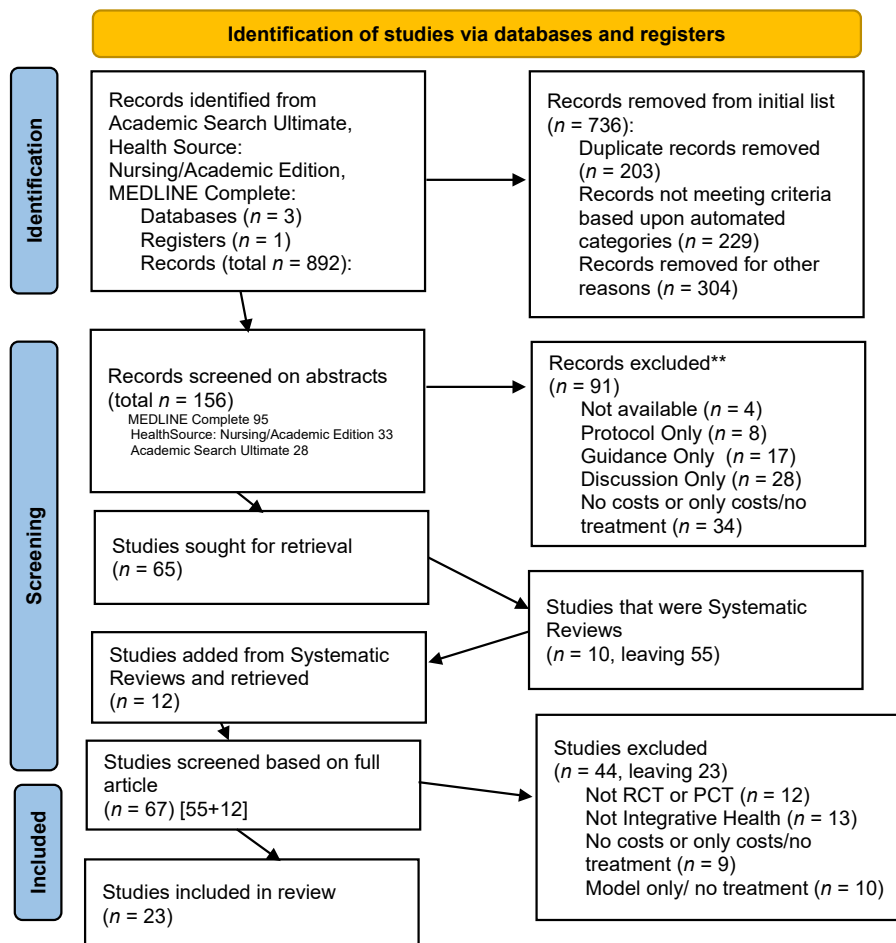 Identification of studies via databases and registers
Identification
Records identified from
Academic Search Ultimate,
Health Source:
Nursing/Academic Edition,
MEDLINE Complete:
Databases (n = 3)
Registers (n = 1)
Records (total n = 892):
Records removed from initial list
(n = 736):
Duplicate records removed
(n = 203)
Records not meeting criteria
based upon automated
categories (n = 229)
Records removed for other
reasons (n = 304)
Screening
Records screened on abstracts
(total n = 156)
MEDLINE Complete 95
HealthSource: Nursing/Academic Edition 33
Academic Search Ultimate 28
Records excluded**
(n = 91)
Not available (n = 4)
Protocol Only (n = 8)
Guidance Only (n = 17)
Discussion Only (n = 28)
No costs or only costs/no
treatment (n = 34)
Studies sought for retrieval
(n = 65)
Studies that were Systematic
Reviews
(n = 10, leaving 55)
Studies added from Systematic
Reviews and retrieved
(n = 12)
Studies screened based on full
article
(n = 67) [55+12]
Studies excluded
(n = 44, leaving 23)
Not RCT or PCT (n = 12)
Not Integrative Health (n = 13)
No costs or only costs/no
treatment (n = 9)
Model only/ no treatment (n = 10)
Included
Studies included in review
(n = 23)